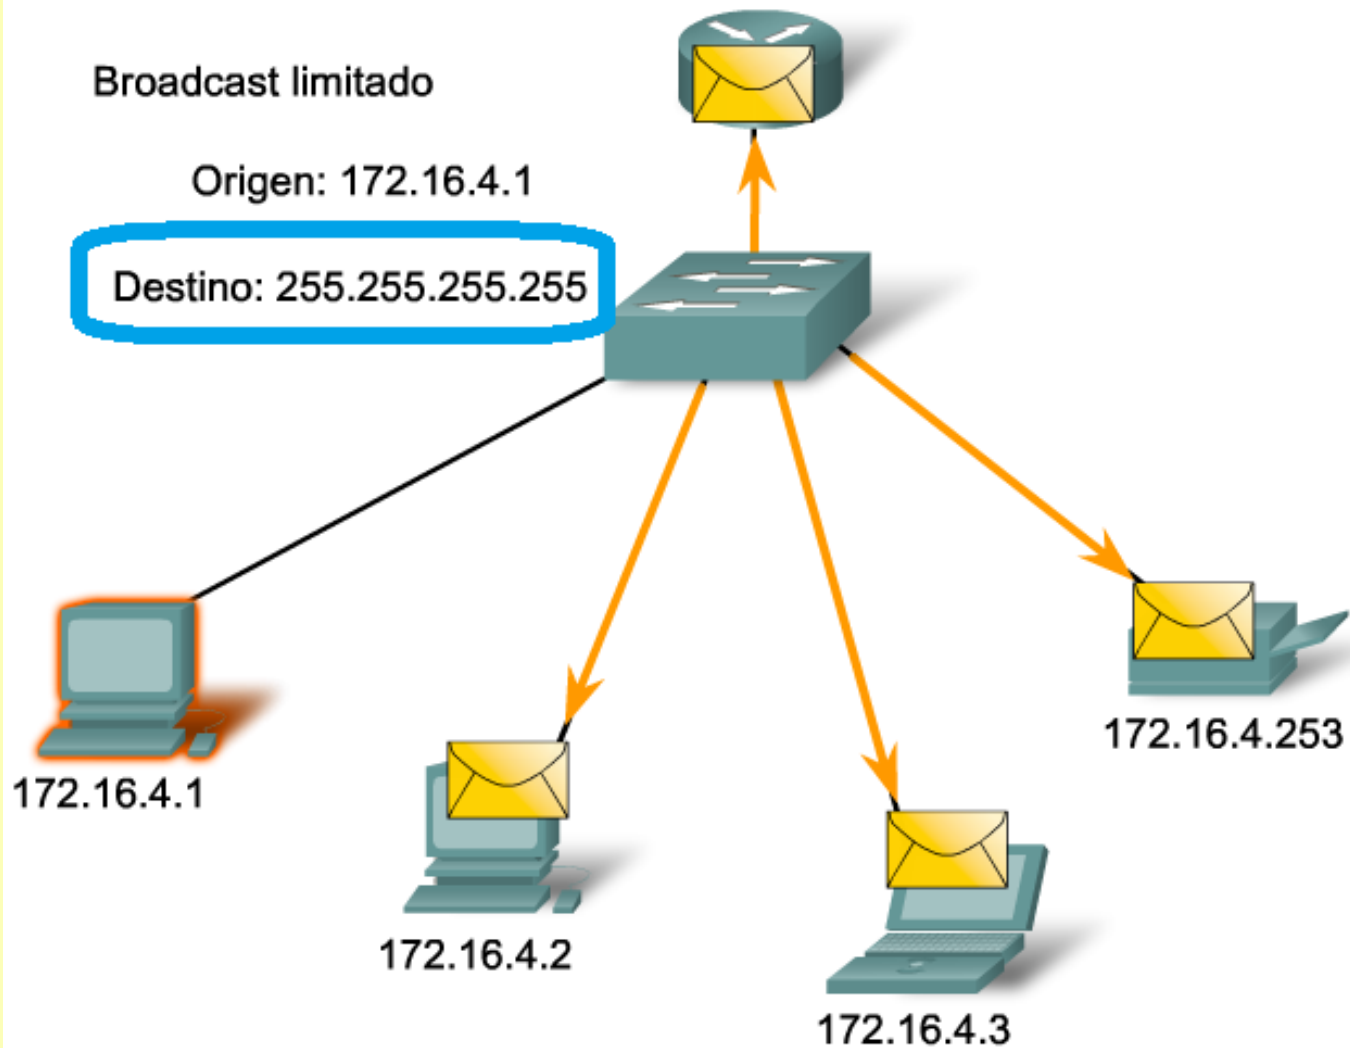 Broadcast limitado
Origen: 172.16.4.1
Destino: 255.255.255.255
172.16.4.1
172.16.4.2
172.16.4.3
172.16.4.253